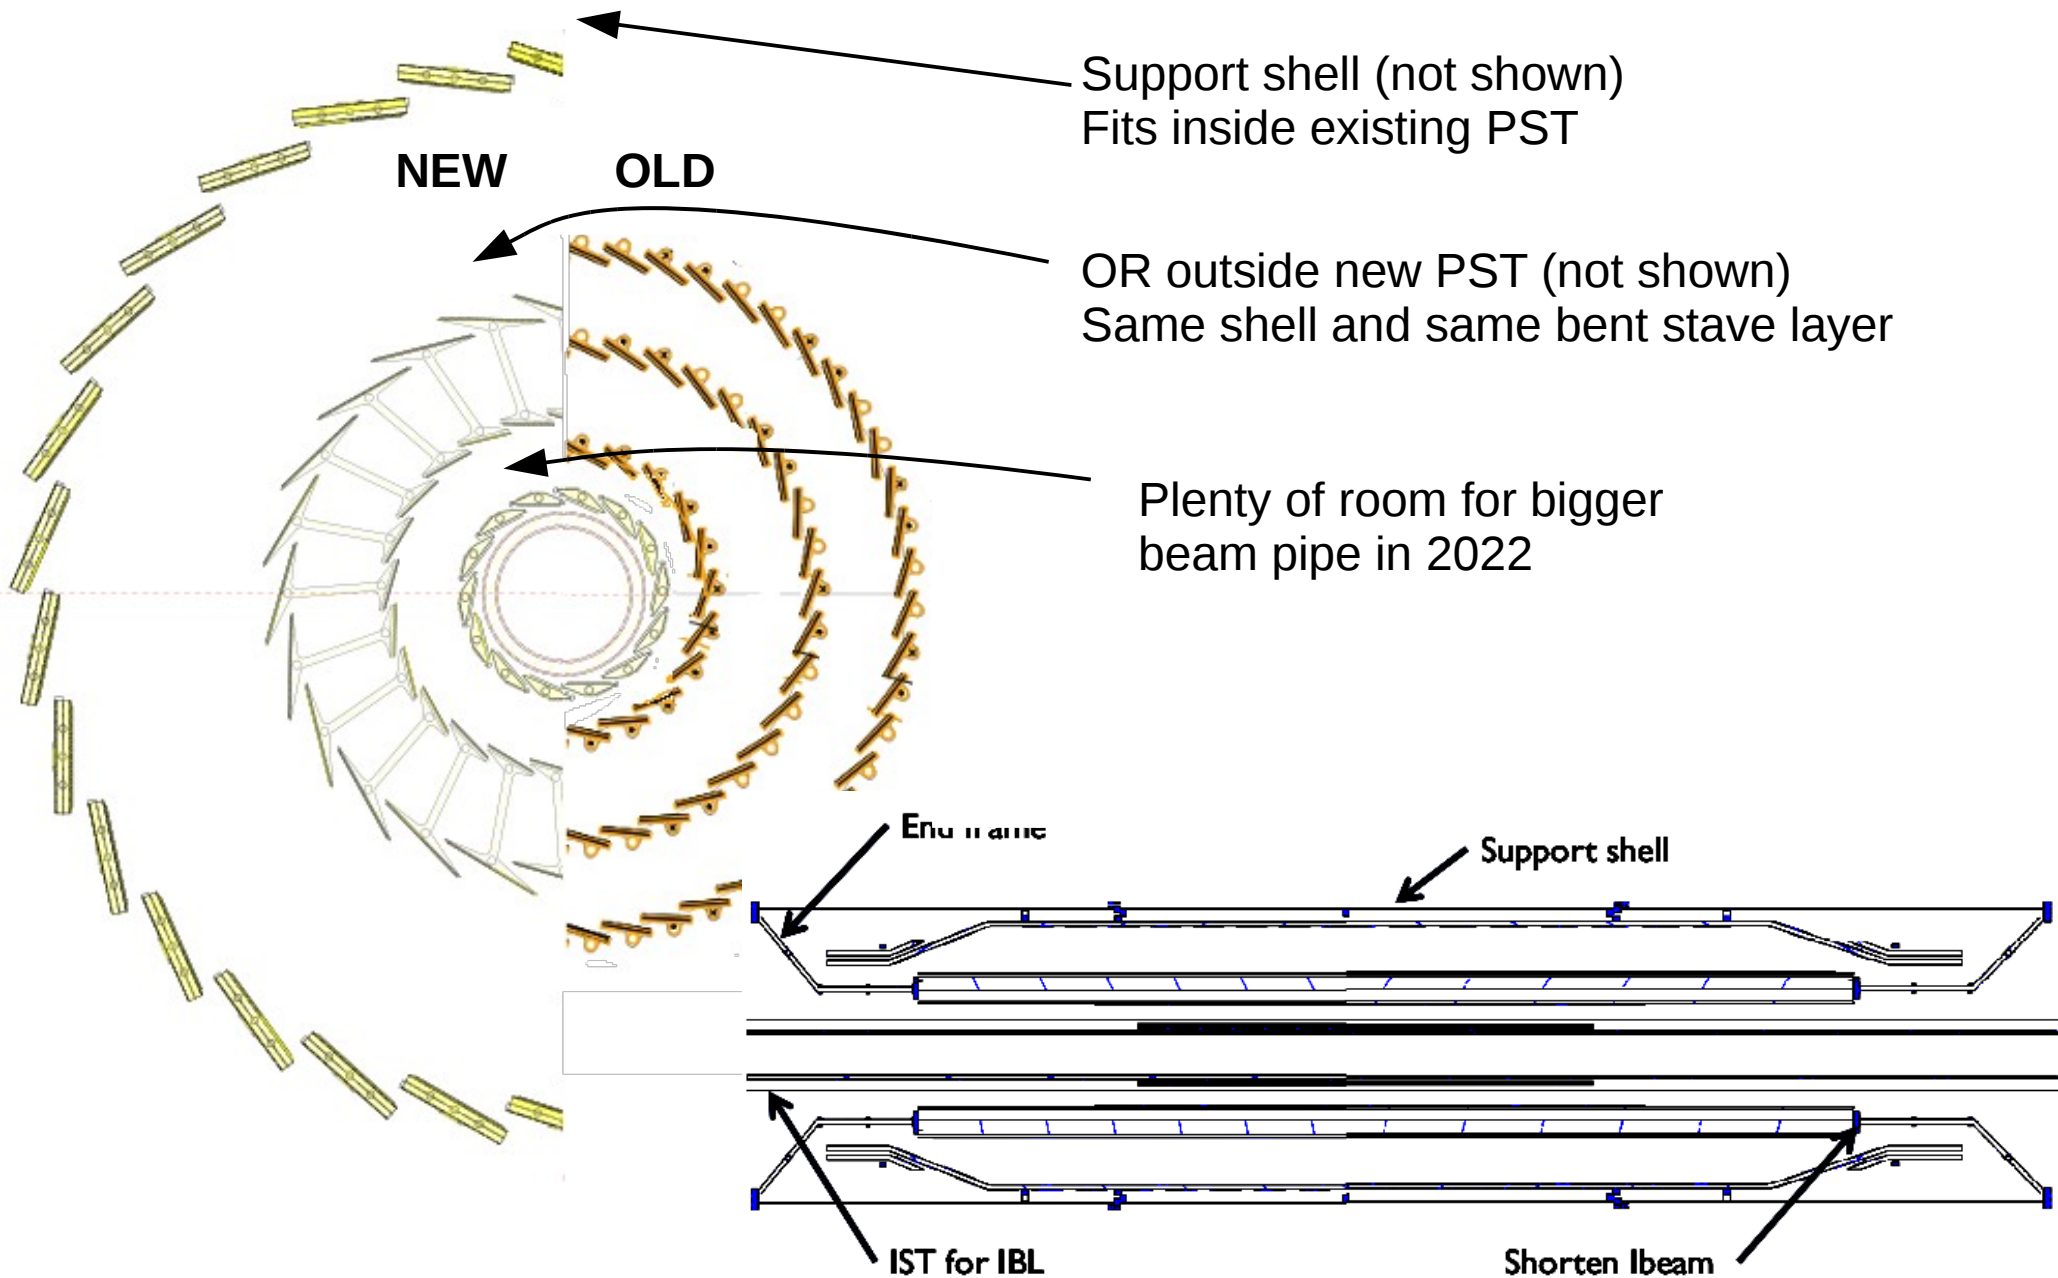 Support shell (not shown)
Fits inside existing PST
NEW OLD
OR outside new PST (not shown)
Same shell and same bent stave layer
Plenty of room for bigger
beam pipe in 2022
End frame
Support shell
IST for IBL
Shorten Ibeam